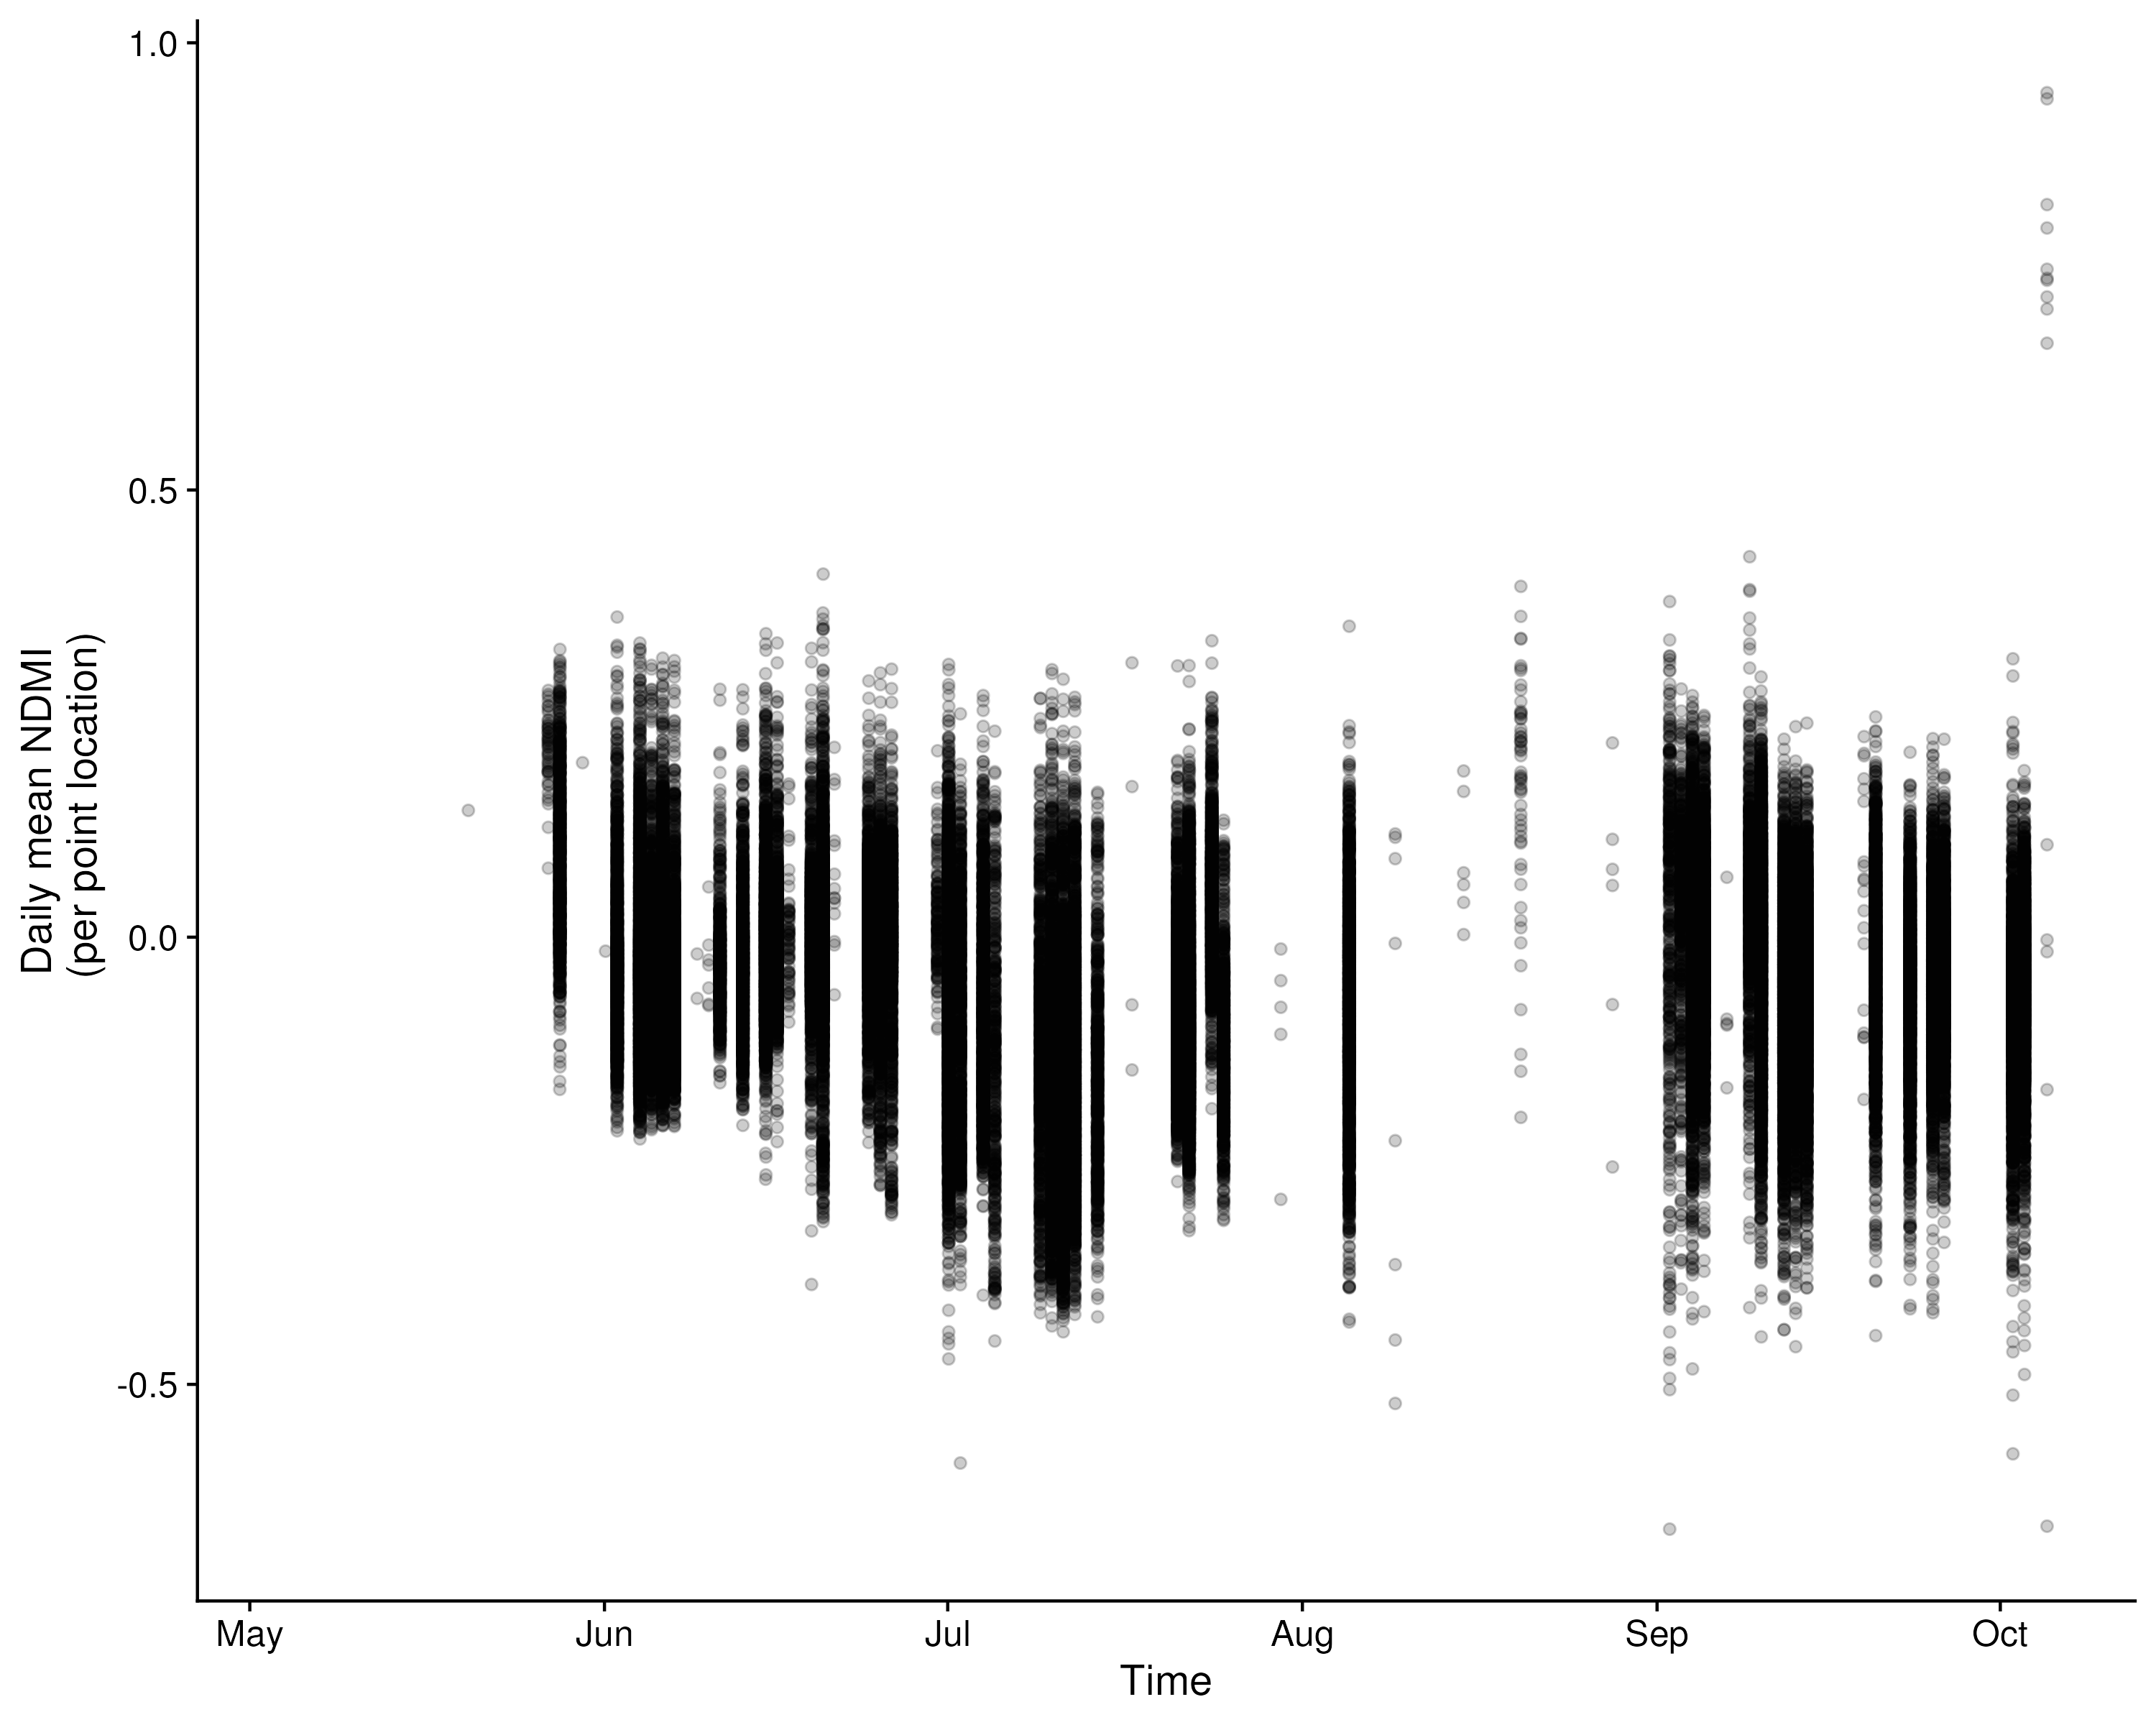 Daily mean NDMI
(per point location)
1.0
0.5
0.0
-0.5
May
Jun
Jul
Aug
Sep
Oct
Time